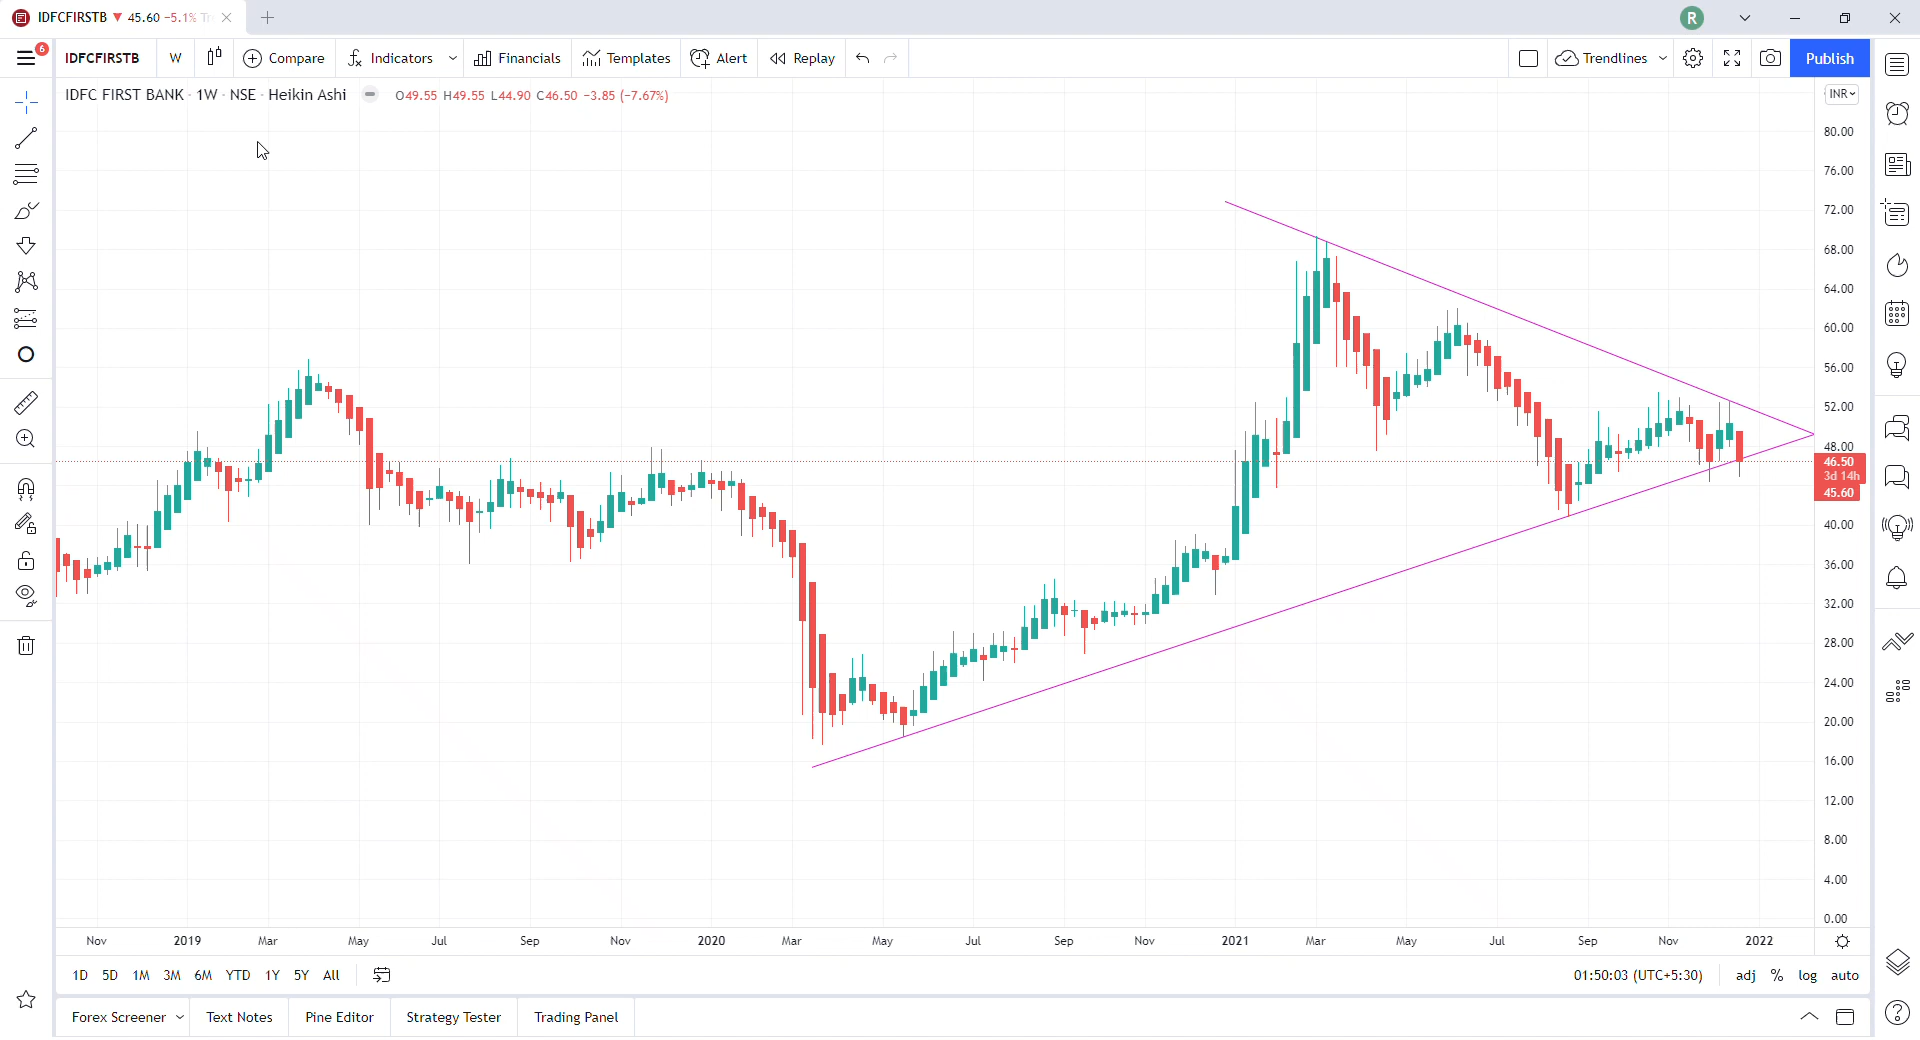 IDFCFIRSTB ▼ 45.60 −5.1%
R
6
IDFCFIRSTB W Compare Indicators Financials Templates Alert Replay Trendlines Publish
IDFC FIRST BANK · 1W · NSE · Heikin Ashi O49.55 H49.55 L44.90 C46.50 −3.85 (−7.67%)
INR
80.00
76.00
72.00
68.00
64.00
60.00
56.00
52.00
48.00
46.50
3d 14h
45.60
40.00
36.00
32.00
28.00
24.00
20.00
16.00
12.00
8.00
4.00
0.00
Nov 2019 Mar May Jul Sep Nov 2020 Mar May Jul Sep Nov 2021 Mar May Jul Sep Nov 2022
1D 5D 1M 3M 6M YTD 1Y 5Y All 01:50:03 (UTC+5:30) adj % log auto
Forex Screener Text Notes Pine Editor Strategy Tester Trading Panel